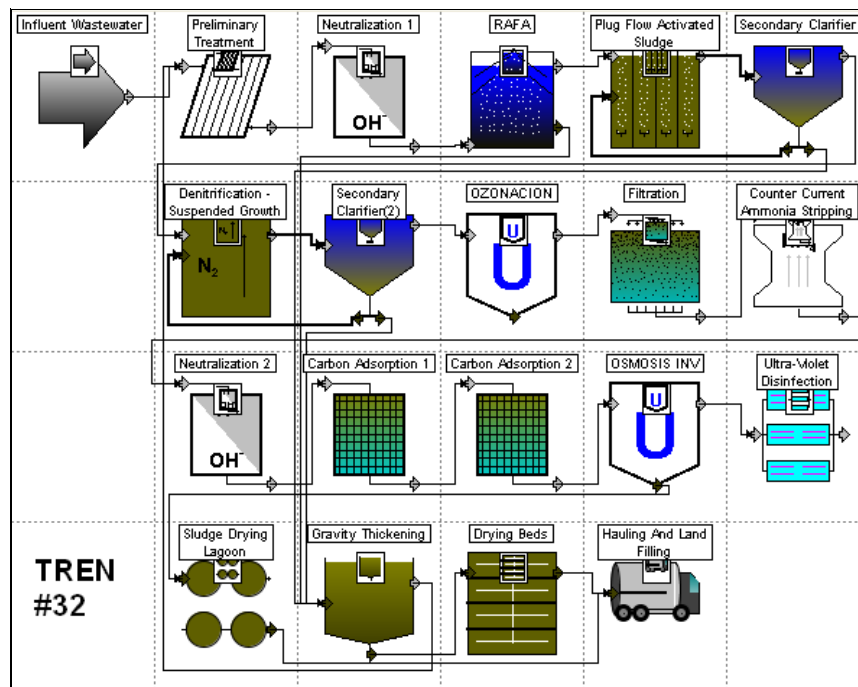 Influent Wastewater
Preliminary
Treatment
Neutralization 1
RAFA
Plug Flow Activated
Sludge
Secondary Clarifier
OH⁻
Denitrification -
Suspended Growth
Secondary
Clarifier(2)
OZONACION
Filtration
Counter Current
Ammonia Stripping
N₂
U
U
Neutralization 2
Carbon Adsorption 1
Carbon Adsorption 2
OSMOSIS INV
Ultra-Violet
Disinfection
OH⁻
U
U
Sludge Drying
Lagoon
Gravity Thickening
Drying Beds
Hauling And Land
Filling
TREN
#32